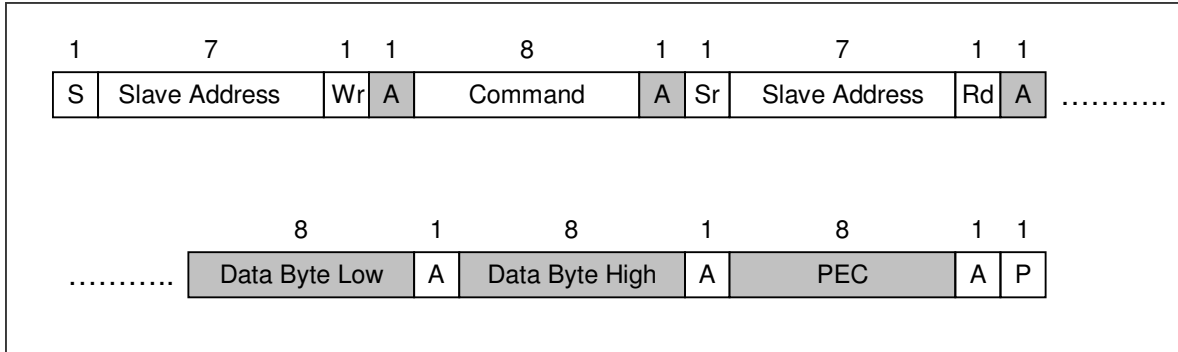 1 7 1 1 8 1 1 7 1 1
S Slave Address Wr A Command A Sr Slave Address Rd A ...........
8 1 8 1 8 1 1
........... Data Byte Low A Data Byte High A PEC A P